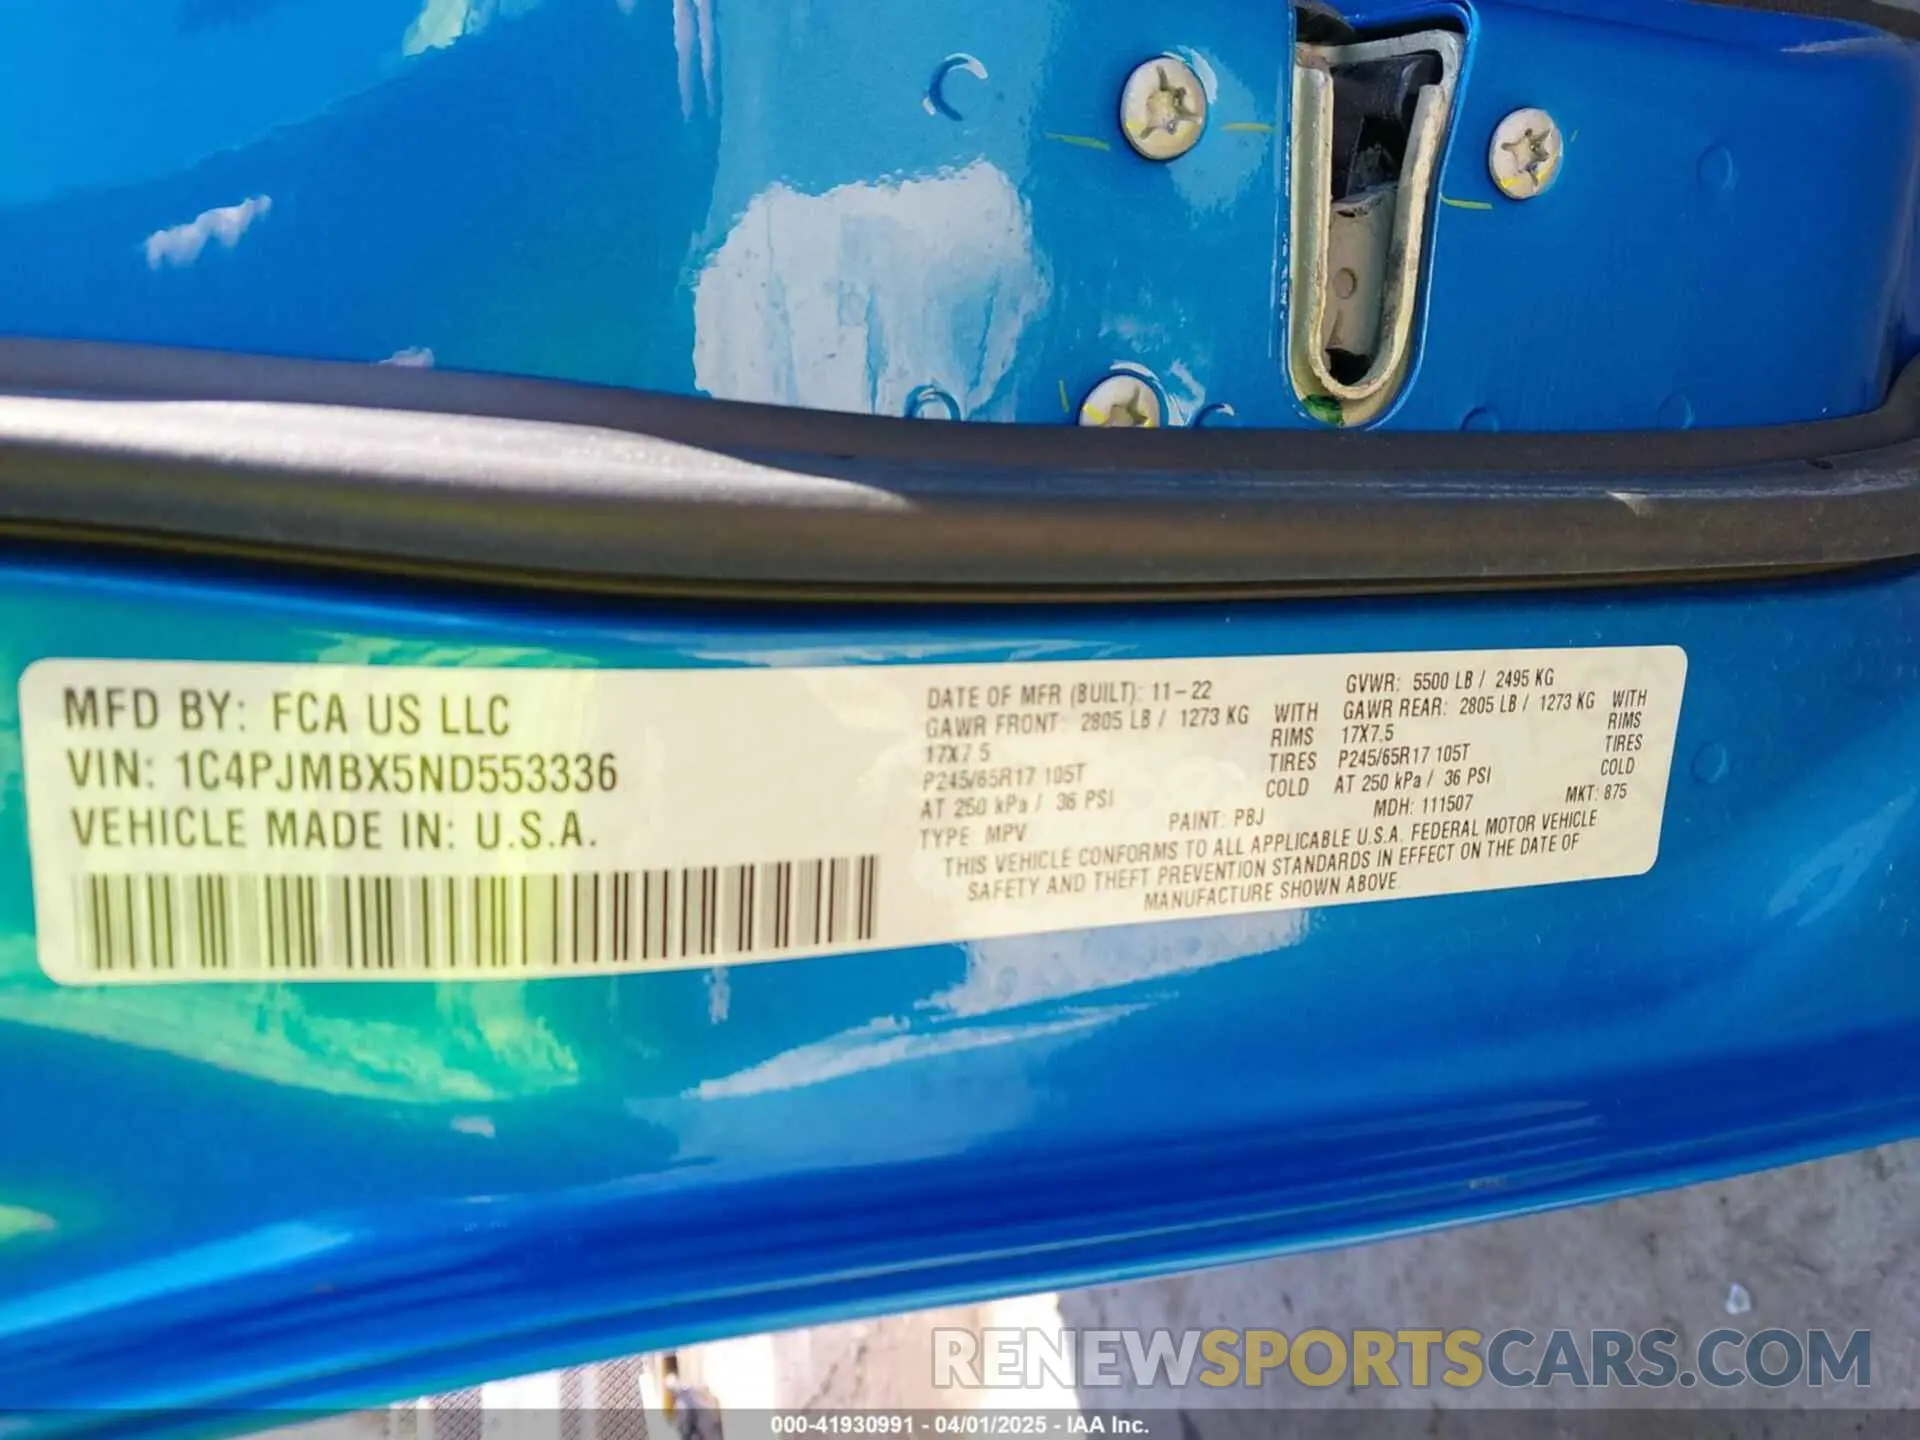 MFD BY: FCA US LLC
VIN: 1C4PJMBX5ND553336
VEHICLE MADE IN: U.S.A.
DATE OF MFR (BUILT): 11-22
GAWR FRONT: 2805 LB / 1273 KG WITH
17X7.5 RIMS
P245/65R17 105T TIRES
AT 250 kPa / 36 PSI COLD
TYPE MPV
GVWR: 5500 LB / 2495 KG
GAWR REAR: 2805 LB / 1273 KG WITH
17X7.5 RIMS
P245/65R17 105T TIRES
AT 250 kPa / 36 PSI COLD
PAINT: PBJ MDH: 111507 MKT: 875
THIS VEHICLE CONFORMS TO ALL APPLICABLE U.S.A. FEDERAL MOTOR VEHICLE
SAFETY AND THEFT PREVENTION STANDARDS IN EFFECT ON THE DATE OF
MANUFACTURE SHOWN ABOVE.
RENEWSPORTSCARS.COM
000-41930991 - 04/01/2025 - IAA Inc.